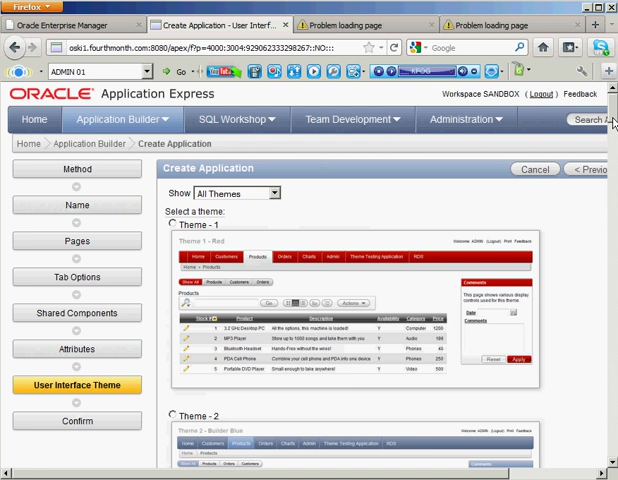 Firefox
Oracle Enterprise Manager
Create Application - User Interf...
Problem loading page
Problem loading page
oski1.fourthmonth.com:8080/apex/f?p=4000:3004:929062333298267::NO:::
Google
ADMIN 01
Go
ORACLE Application Express
Workspace SANDBOX ( Logout ) Feedback
Home
Application Builder
SQL Workshop
Team Development
Administration
Search
Home
Application Builder
Create Application
Method
Name
Pages
Tab Options
Shared Components
Attributes
User Interface Theme
Confirm
Create Application
Cancel
< Previo
Show All Themes
Select a theme:
Theme - 1
Theme 1 - Red
Welcome: ADMIN (Logout) Print Feedback
Home Customers Products Orders Charts Admin Theme Testing Application RDS
Home > Products
Show All Products Customers Orders
Products
Go
Actions
Stock # Product Description Availability Category Price
1 3.2 GHz Desktop PC All the options, this machine is loaded! Y Computer 1200
2 MP3 Player Store up to 1000 songs and take them with you Y Audio 199
3 Bluetooth Headset Hands-Free without the wires! Y Phones 40
4 PDA Cell Phone Combine your cell phone and PDA into one device Y Phones 250
5 Portable DVD Player Small enough to take anywhere! Y Video 500
Comments
This page shows various display controls used for this theme.
Date
Comments
Reset Apply
Theme - 2
Theme 2 - Builder Blue
Welcome: ADMIN (Logout) Print Feedback
Home Customers Products Orders Charts Admin Theme Testing Application RDS
Home Products
Show All Products Orders Customers
Comments